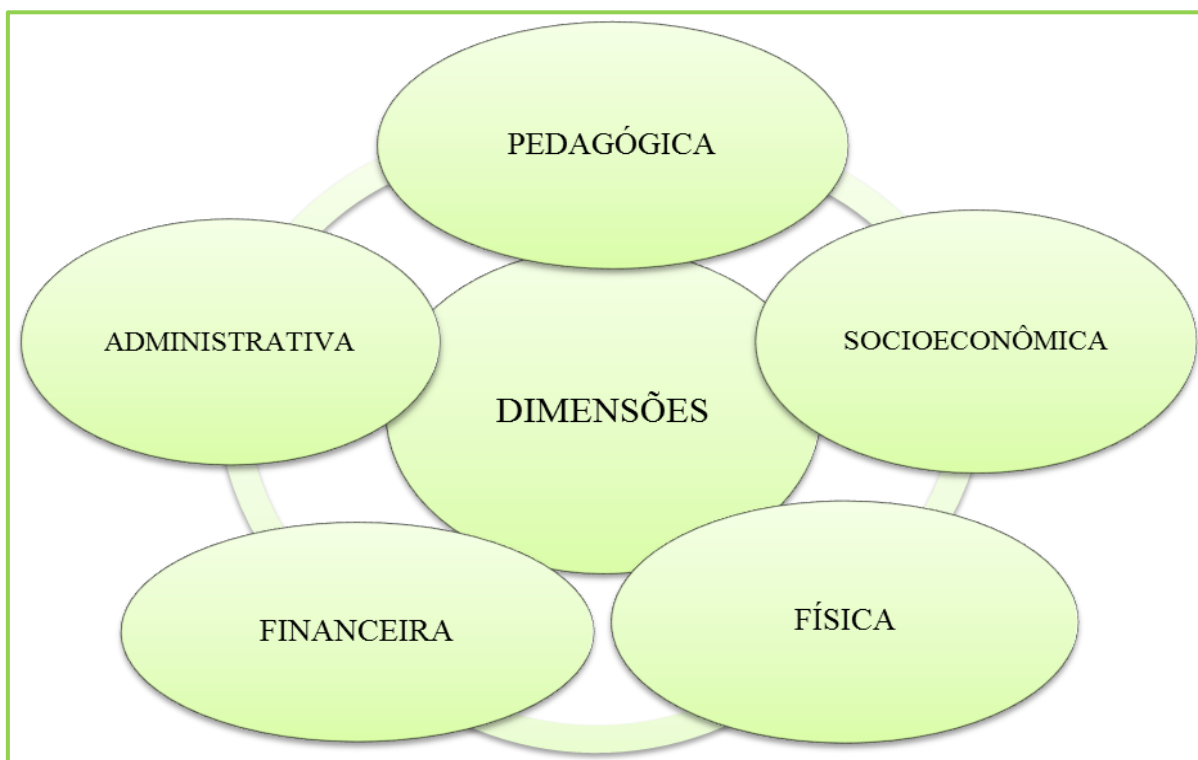 PEDAGÓGICA
ADMINISTRATIVA
SOCIOECONÔMICA
DIMENSÕES
FINANCEIRA
FÍSICA